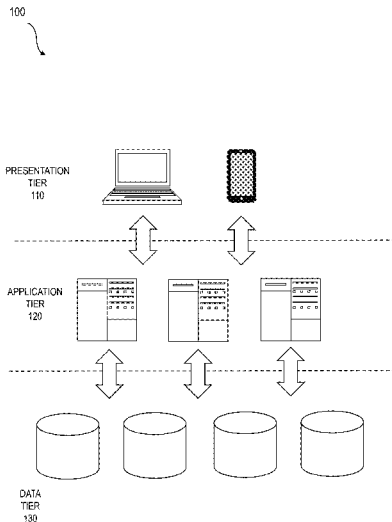 100
PRESENTATION
TIER
110
APPLICATION
TIER
120
DATA
TIER
130